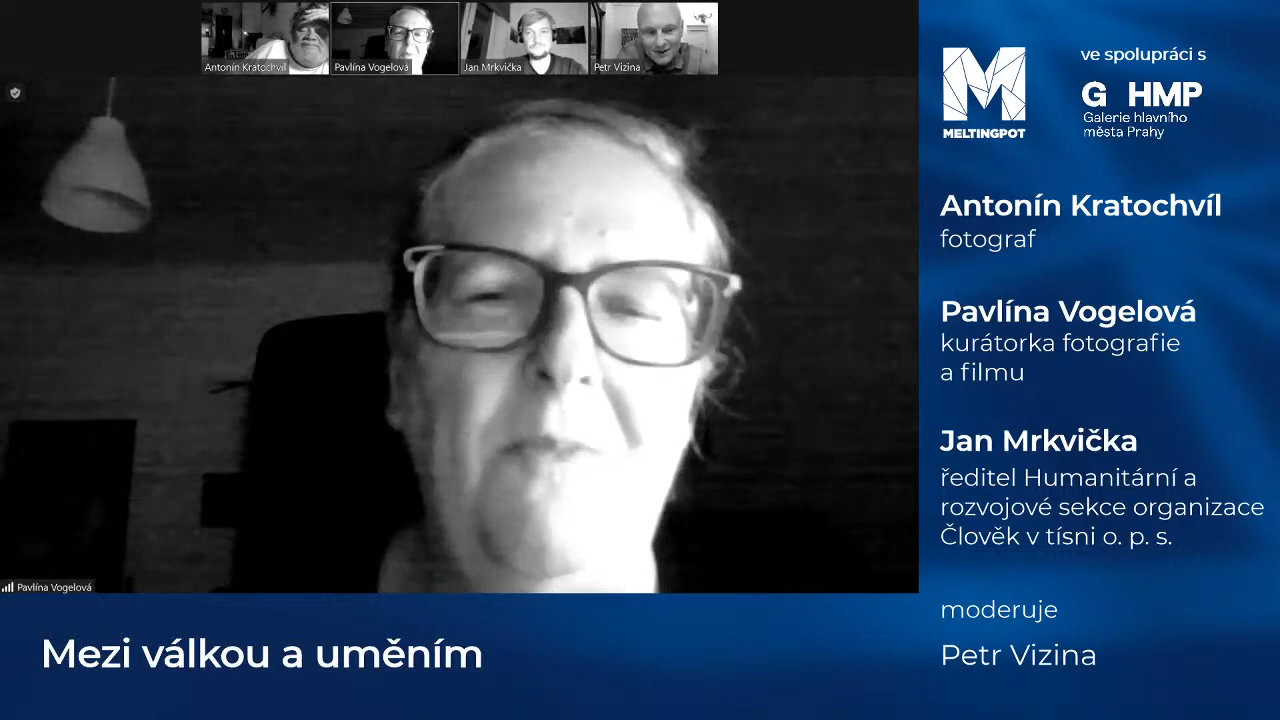 Antonín Kratochvíl
Pavlína Vogelová
Jan Mrkvička
Petr Vizina
Pavlína Vogelová
Mezi válkou a uměním
M
MELTINGPOT
ve spolupráci s
G HMP
Galerie hlavního
města Prahy
Antonín Kratochvíl
fotograf
Pavlína Vogelová
kurátorka fotografie
a filmu
Jan Mrkvička
ředitel Humanitární a
rozvojové sekce organizace
Člověk v tísni o. p. s.
moderuje
Petr Vizina